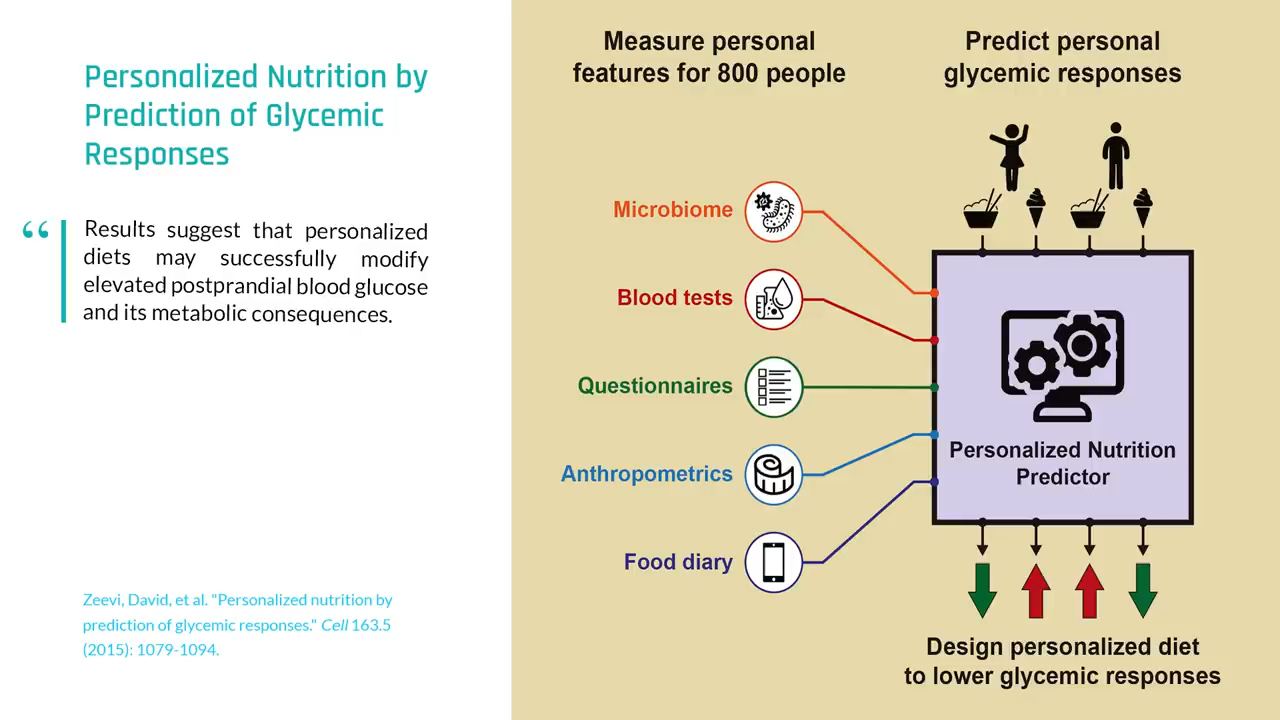 Personalized Nutrition by
Prediction of Glycemic
Responses
“
Results suggest that personalized
diets may successfully modify
elevated postprandial blood glucose
and its metabolic consequences.
Zeevi, David, et al. "Personalized nutrition by
prediction of glycemic responses." Cell 163.5
(2015): 1079-1094.
Measure personal
features for 800 people
Microbiome
Blood tests
Questionnaires
Anthropometrics
Food diary
Predict personal
glycemic responses
Personalized Nutrition
Predictor
Design personalized diet
to lower glycemic responses